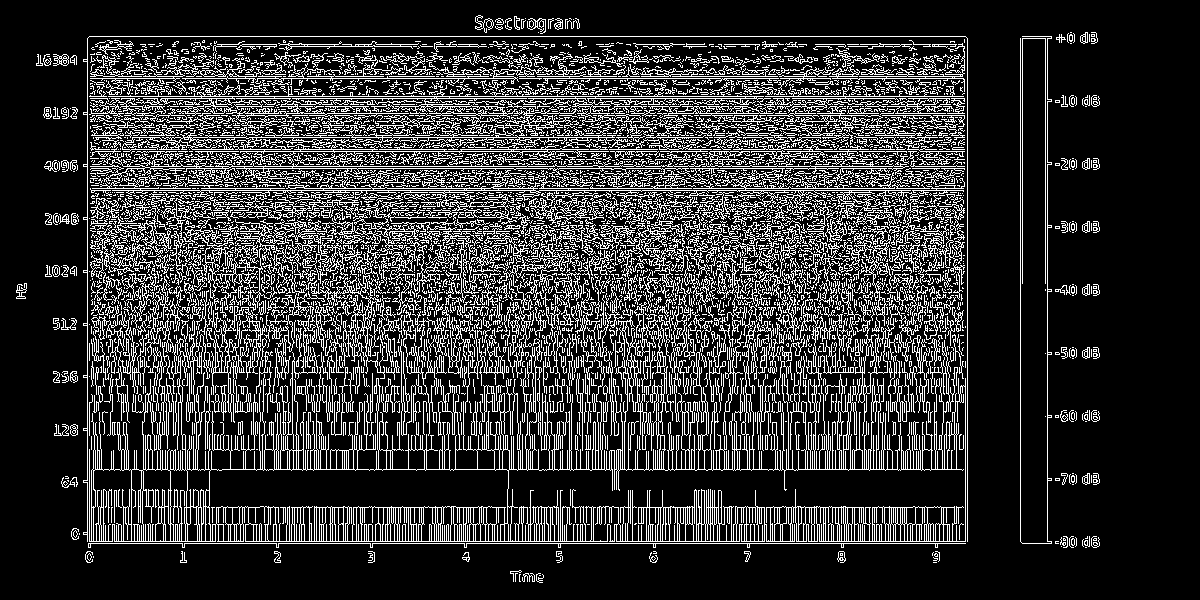 Spectrogram
+0 dB
16384
-10 dB
8192
-20 dB
4096
-30 dB
2048
1024
Hz
-40 dB
512
-50 dB
256
-60 dB
128
64
-70 dB
0
-80 dB
0 1 2 3 4 5 6 7 8 9
Time